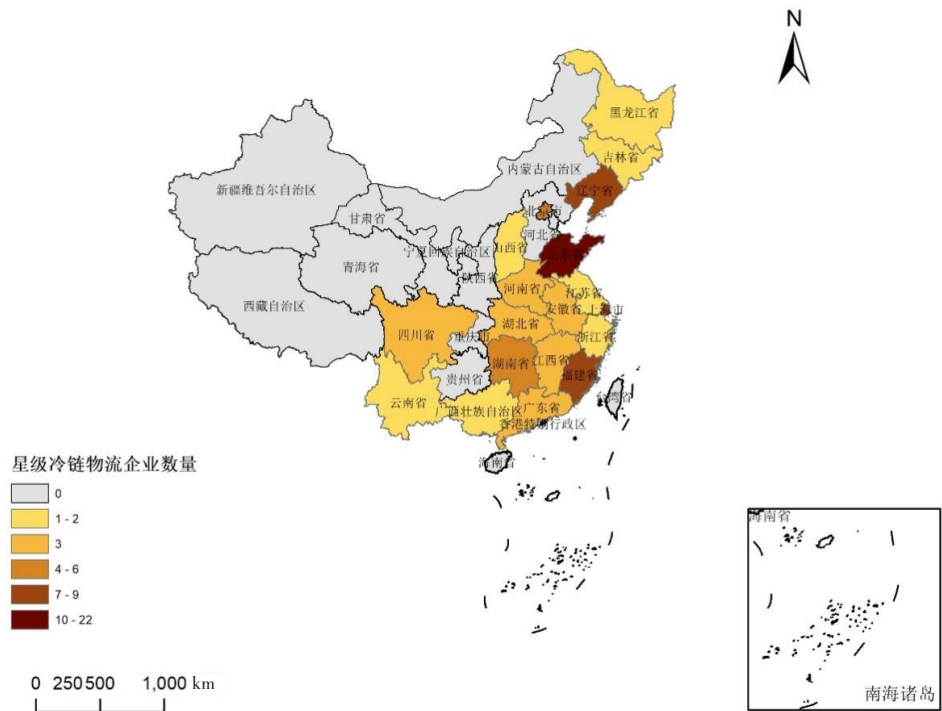 N
黑龙江省
吉林省
内蒙古自治区
辽宁省
新疆维吾尔自治区
北京市
甘肃省
河北省
宁夏回族自治区
山西省
山东省
青海省
陕西省
西藏自治区
河南省
江苏省
安徽省
上海市
四川省
湖北省
重庆市
浙江省
湖南省
江西省
贵州省
福建省
云南省
台湾省
广西壮族自治区
广东省
香港特别行政区
海南省
星级冷链物流企业数量
0
1 - 2
3
4 - 6
7 - 9
10 - 22
0 250 500 1,000 km
海南省
南海诸岛